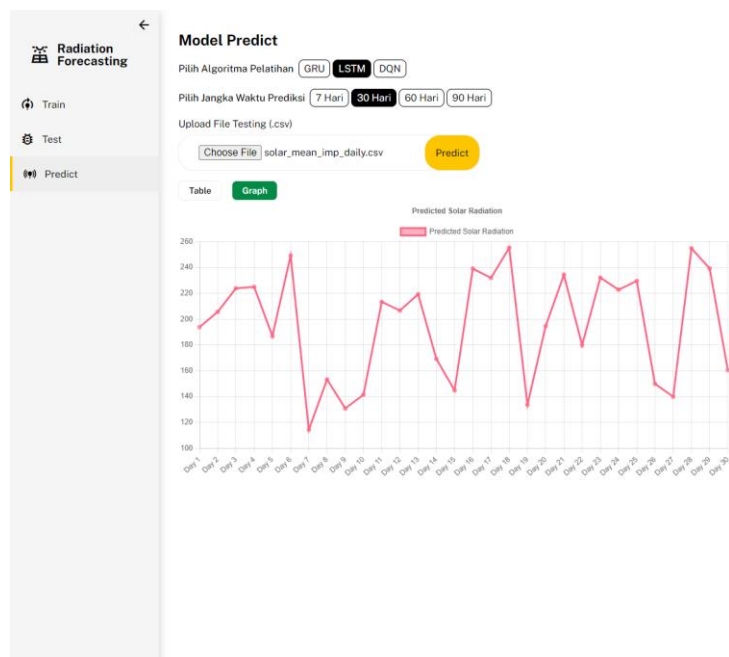 Radiation
Forecasting
Train
Test
Predict
Model Predict
Pilih Algoritma Pelatihan GRU LSTM DQN
Pilih Jangka Waktu Prediksi 7 Hari 30 Hari 60 Hari 90 Hari
Upload File Testing (.csv)
Choose File solar_mean_imp_daily.csv Predict
Table Graph
Predicted Solar Radiation
Predicted Solar Radiation
260
240
220
200
180
160
140
120
100
Day 1 Day 2 Day 3 Day 4 Day 5 Day 6 Day 7 Day 8 Day 9 Day 10 Day 11 Day 12 Day 13 Day 14 Day 15 Day 16 Day 17 Day 18 Day 19 Day 20 Day 21 Day 22 Day 23 Day 24 Day 25 Day 26 Day 27 Day 28 Day 29 Day 30